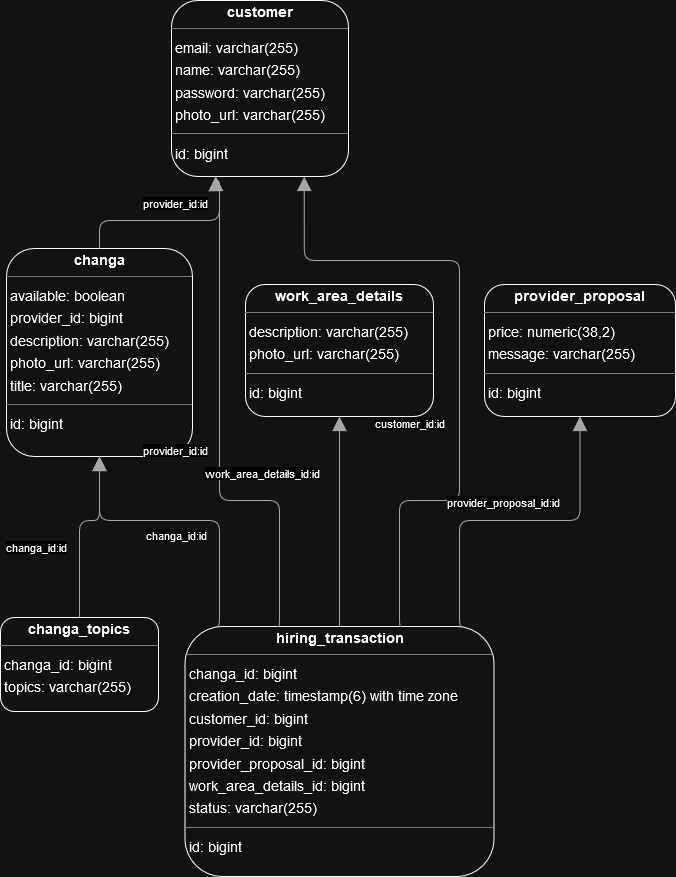 customer
email: varchar(255)
name: varchar(255)
password: varchar(255)
photo_url: varchar(255)
id: bigint
provider_id:id
changa
available: boolean
provider_id: bigint
description: varchar(255)
photo_url: varchar(255)
title: varchar(255)
id: bigint
work_area_details
description: varchar(255)
photo_url: varchar(255)
id: bigint
provider_proposal
price: numeric(38,2)
message: varchar(255)
id: bigint
customer_id:id
provider_id:id
work_area_details_id:id
provider_proposal_id:id
changa_id:id
changa_id:id
changa_topics
changa_id: bigint
topics: varchar(255)
hiring_transaction
changa_id: bigint
creation_date: timestamp(6) with time zone
customer_id: bigint
provider_id: bigint
provider_proposal_id: bigint
work_area_details_id: bigint
status: varchar(255)
id: bigint